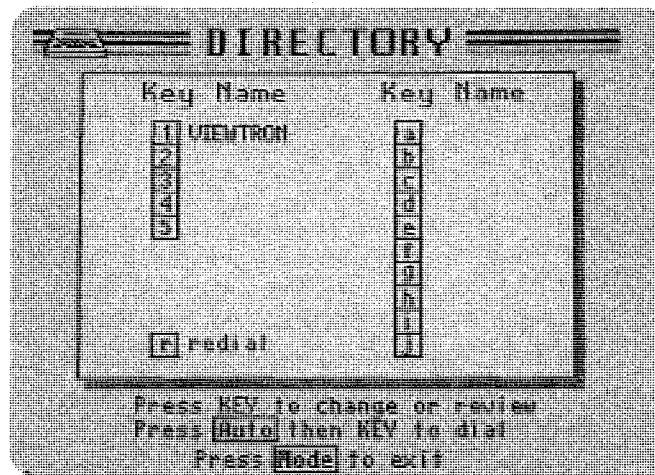 DIRECTORY
Key Name
1 VIEWTRON
2
3
4
5
r redial
Key Name
a
b
c
d
e
f
g
h
i
j
Press KEY to change or review
Press Auto then KEY to dial
Press Mode to exit